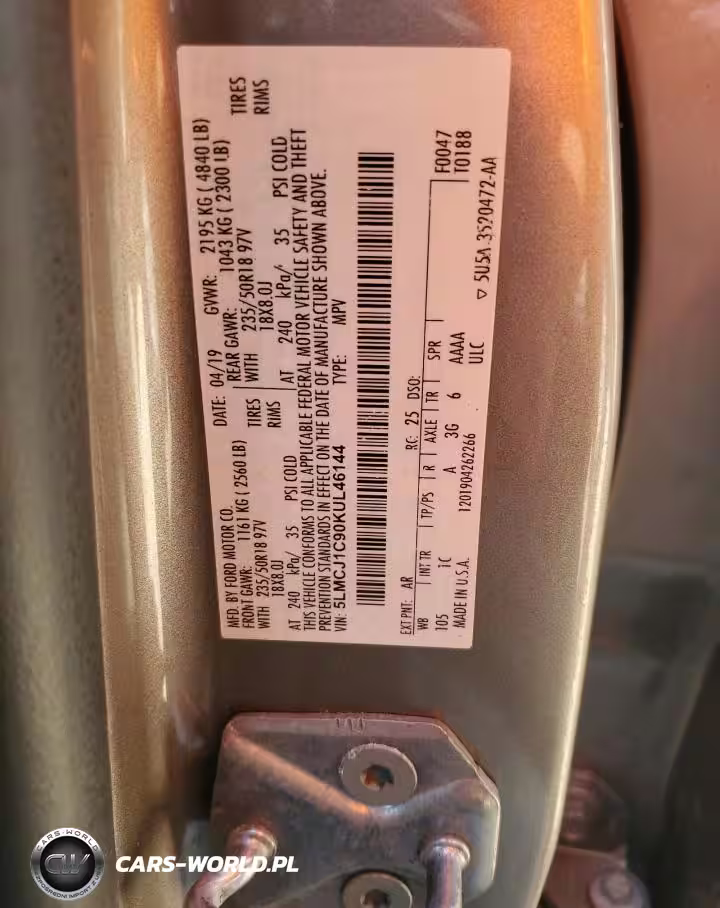 MFD. BY FORD MOTOR CO.
DATE: 04/19
GVWR: 2195 KG ( 4840 LB)
FRONT GAWR: 1161 KG ( 2560 LB)
REAR GAWR: 1043 KG ( 2300 LB)
WITH 235/50R18 97V TIRES
WITH 235/50R18 97V TIRES
18X8.0J RIMS
18X8.0J RIMS
AT 240 kPa/ 35 PSI COLD
AT 240 kPa/ 35 PSI COLD
THIS VEHICLE CONFORMS TO ALL APPLICABLE FEDERAL MOTOR VEHICLE SAFETY AND THEFT
PREVENTION STANDARDS IN EFFECT ON THE DATE OF MANUFACTURE SHOWN ABOVE.
VIN: 5LMCJ1C90KUL46144
TYPE: MPV
EXT PNT: AR
RC: 25 DSO:
F0047
WB INT TR TP/PS R AXLE TR SPR
T0188
105 1C A 3G 6 AAAA
MADE IN U.S.A.
1201904262266
ULC
5U5A 3520472-AA
CARS-WORLD
CW
CARS-WORLD.PL